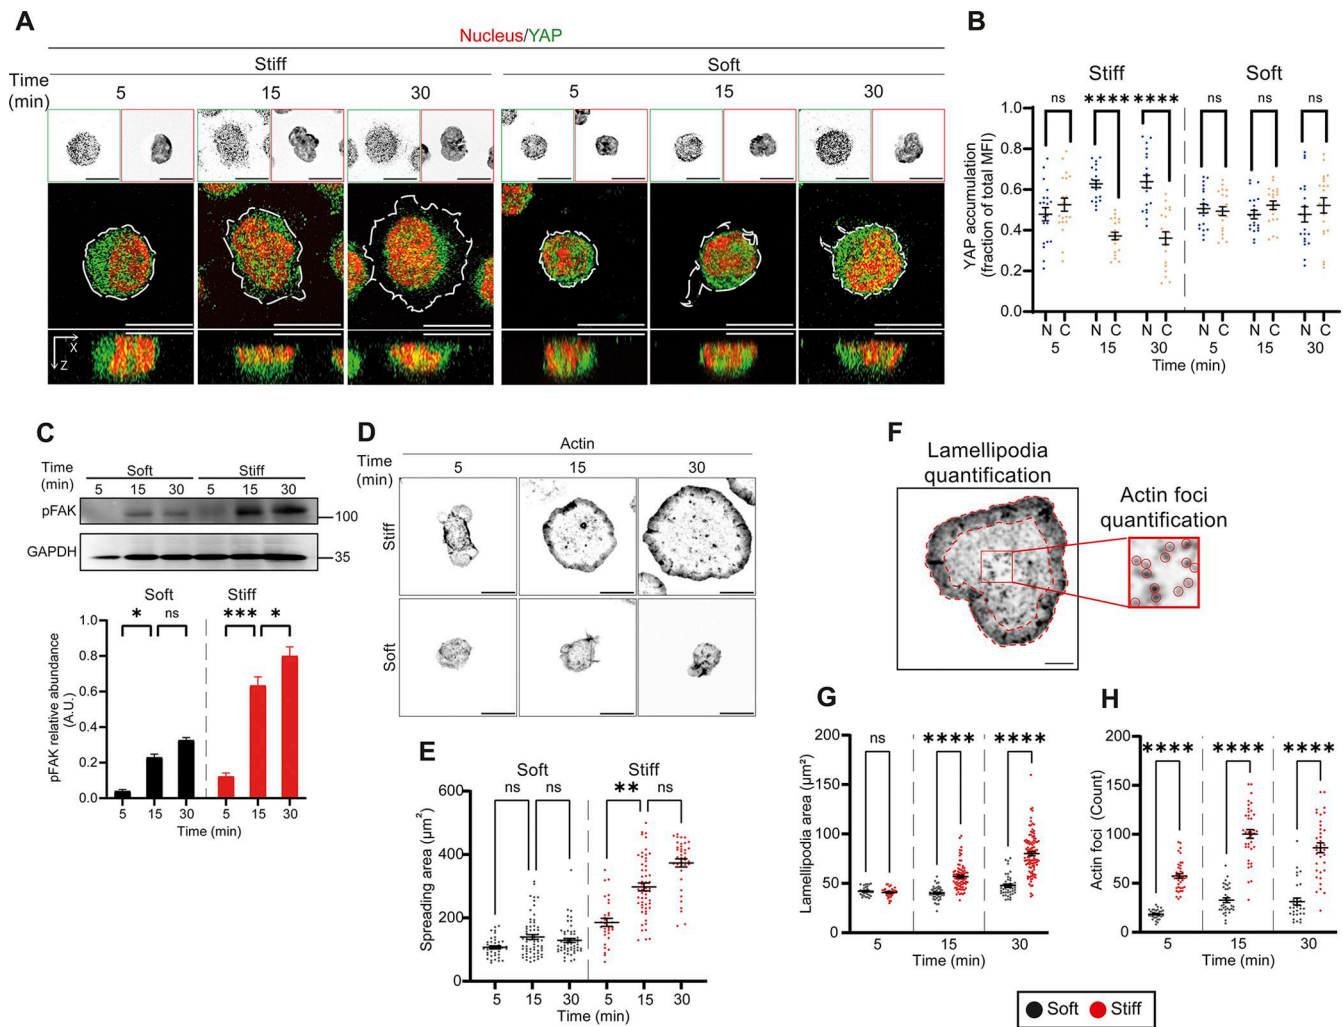 A
Nucleus/YAP
Stiff
Soft
Time
(min)
5
15
30
5
15
30
X
Z
B
Stiff
Soft
ns
****
****
ns
ns
ns
YAP accumulation
(fraction of total MFI)
1.0
0.8
0.6
0.4
0.2
0.0
N C N C N C N C N C N C
5 15 30 5 15 30
Time (min)
C
Time
(min)
Soft
Stiff
5 15 30 5 15 30
pFAK
100
GAPDH
35
Soft
Stiff
* ns *** *
pFAK relative abundance
(A.U.)
1.0
0.8
0.6
0.4
0.2
0.0
5 15 30 5 15 30
Time (min)
D
Actin
Time
(min)
5 15 30
Stiff
Soft
E
Soft
Stiff
ns ns ** ns
Spreading area (µm²)
600
400
200
0
5 15 30 5 15 30
Time (min)
F
Lamellipodia
quantification
Actin foci
quantification
G
ns **** ****
Lamellipodia area (µm²)
200
150
100
50
0
5 15 30
Time (min)
H
**** **** ****
Actin foci (Count)
200
150
100
50
0
5 15 30
Time (min)
Soft Stiff